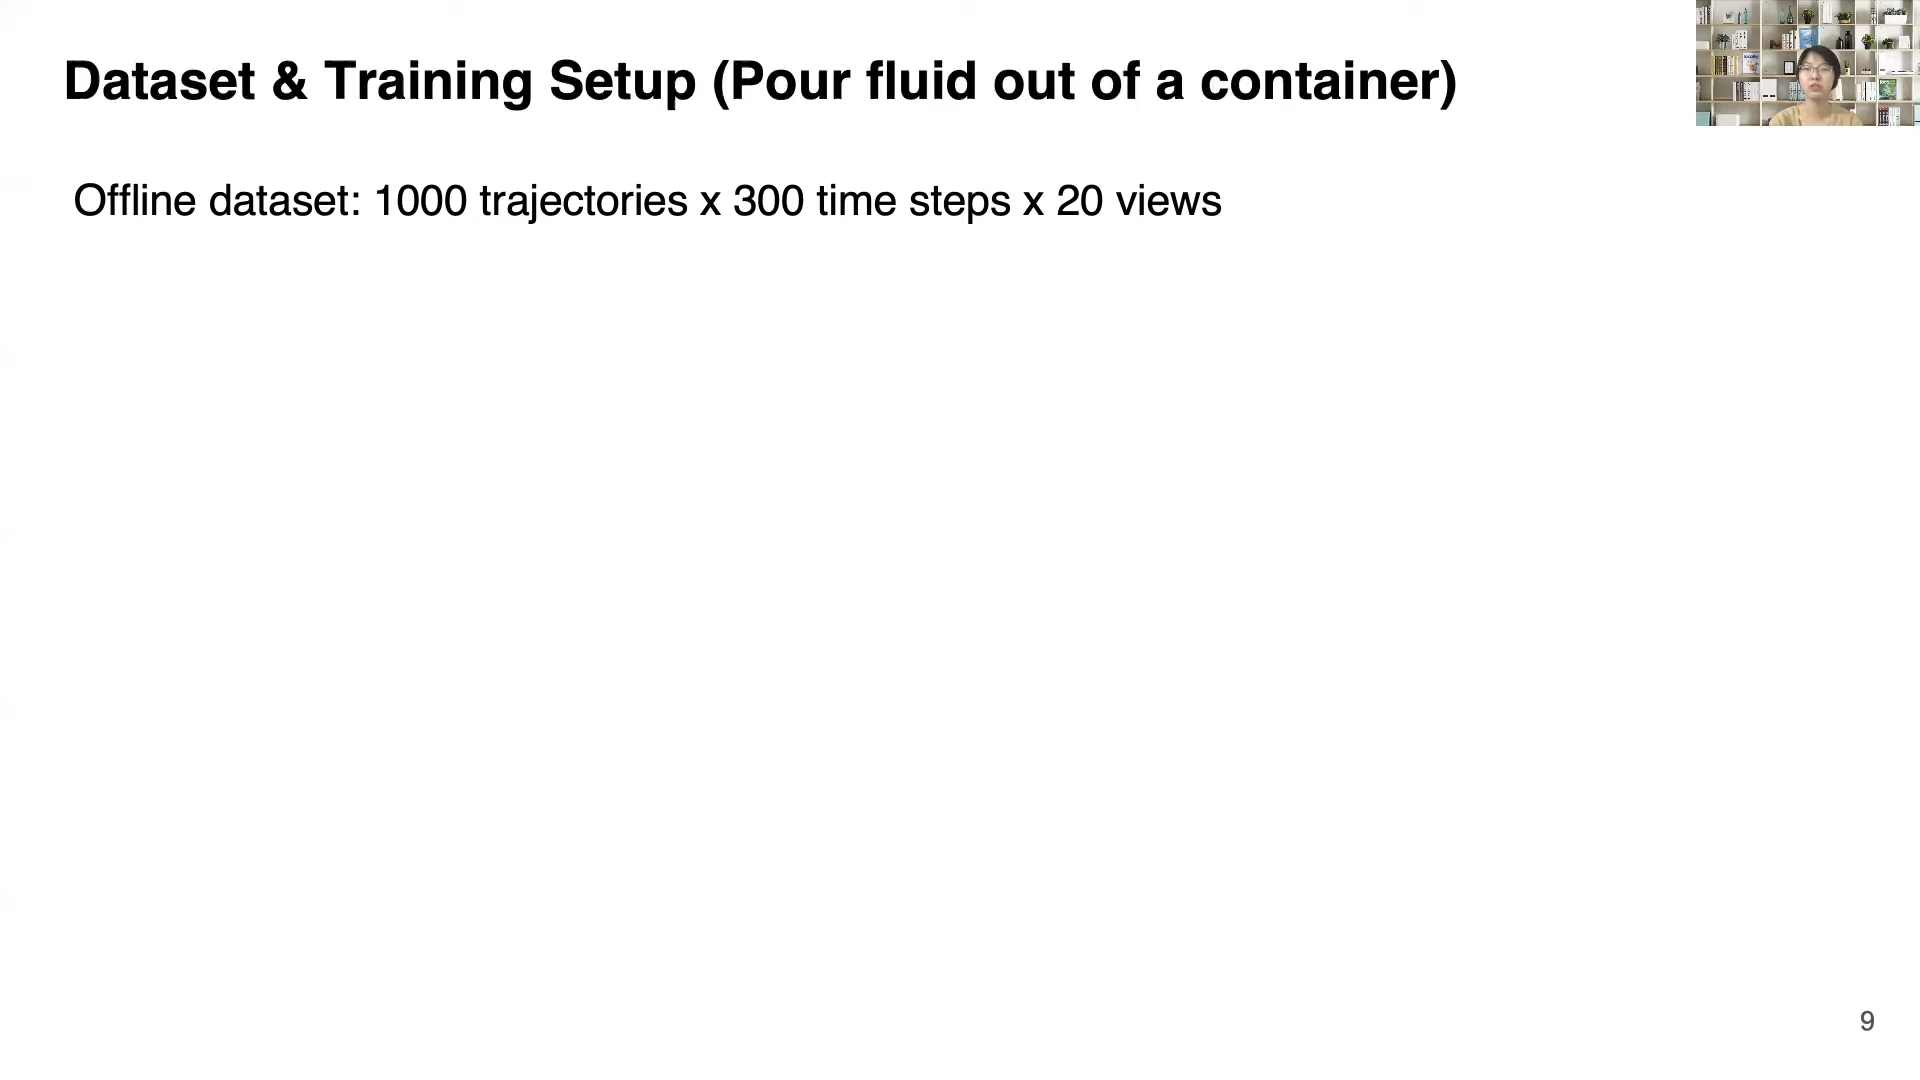 Dataset & Training Setup (Pour fluid out of a container)
Offline dataset: 1000 trajectories x 300 time steps x 20 views
9